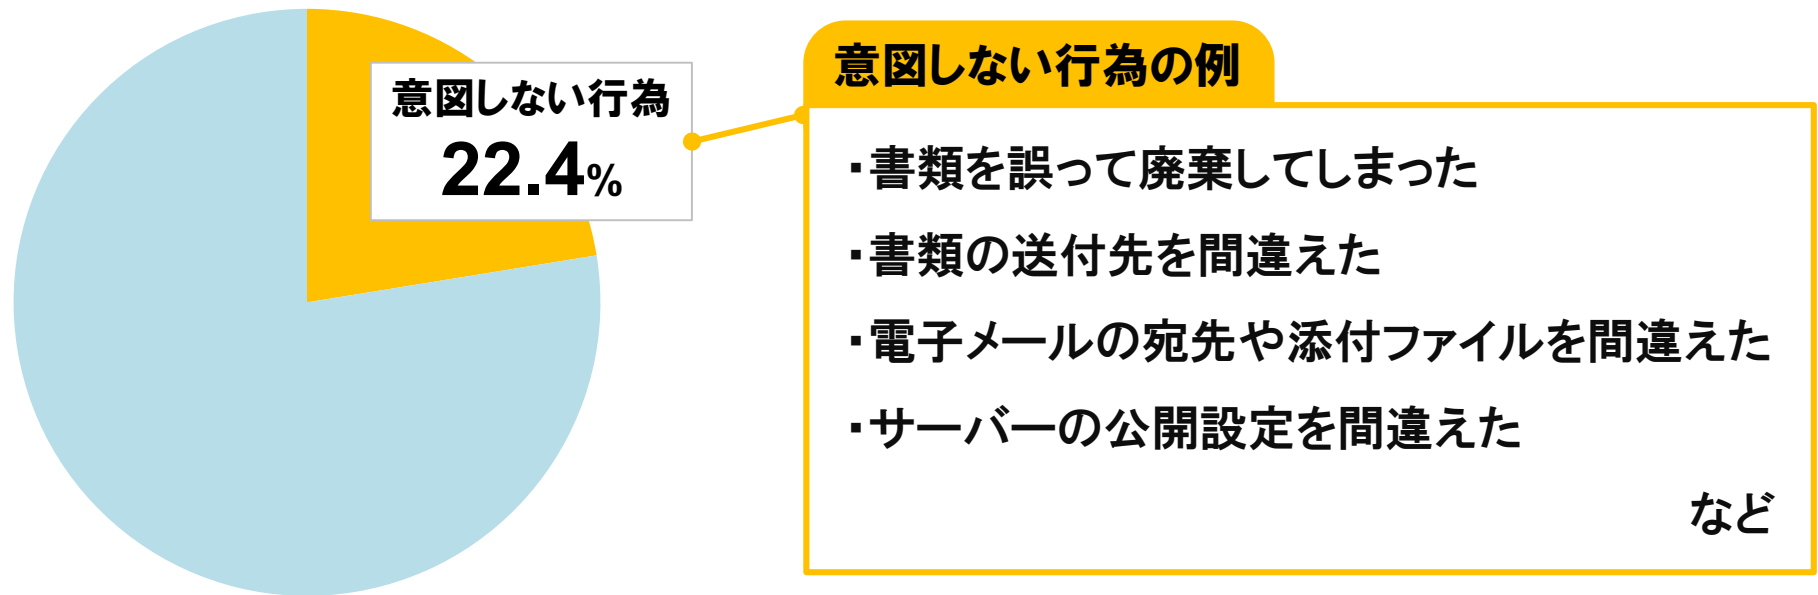 意図しない行為
22.4%
意図しない行為の例
・書類を誤って廃棄してしまった
・書類の送付先を間違えた
・電子メールの宛先や添付ファイルを間違えた
・サーバーの公開設定を間違えた
など